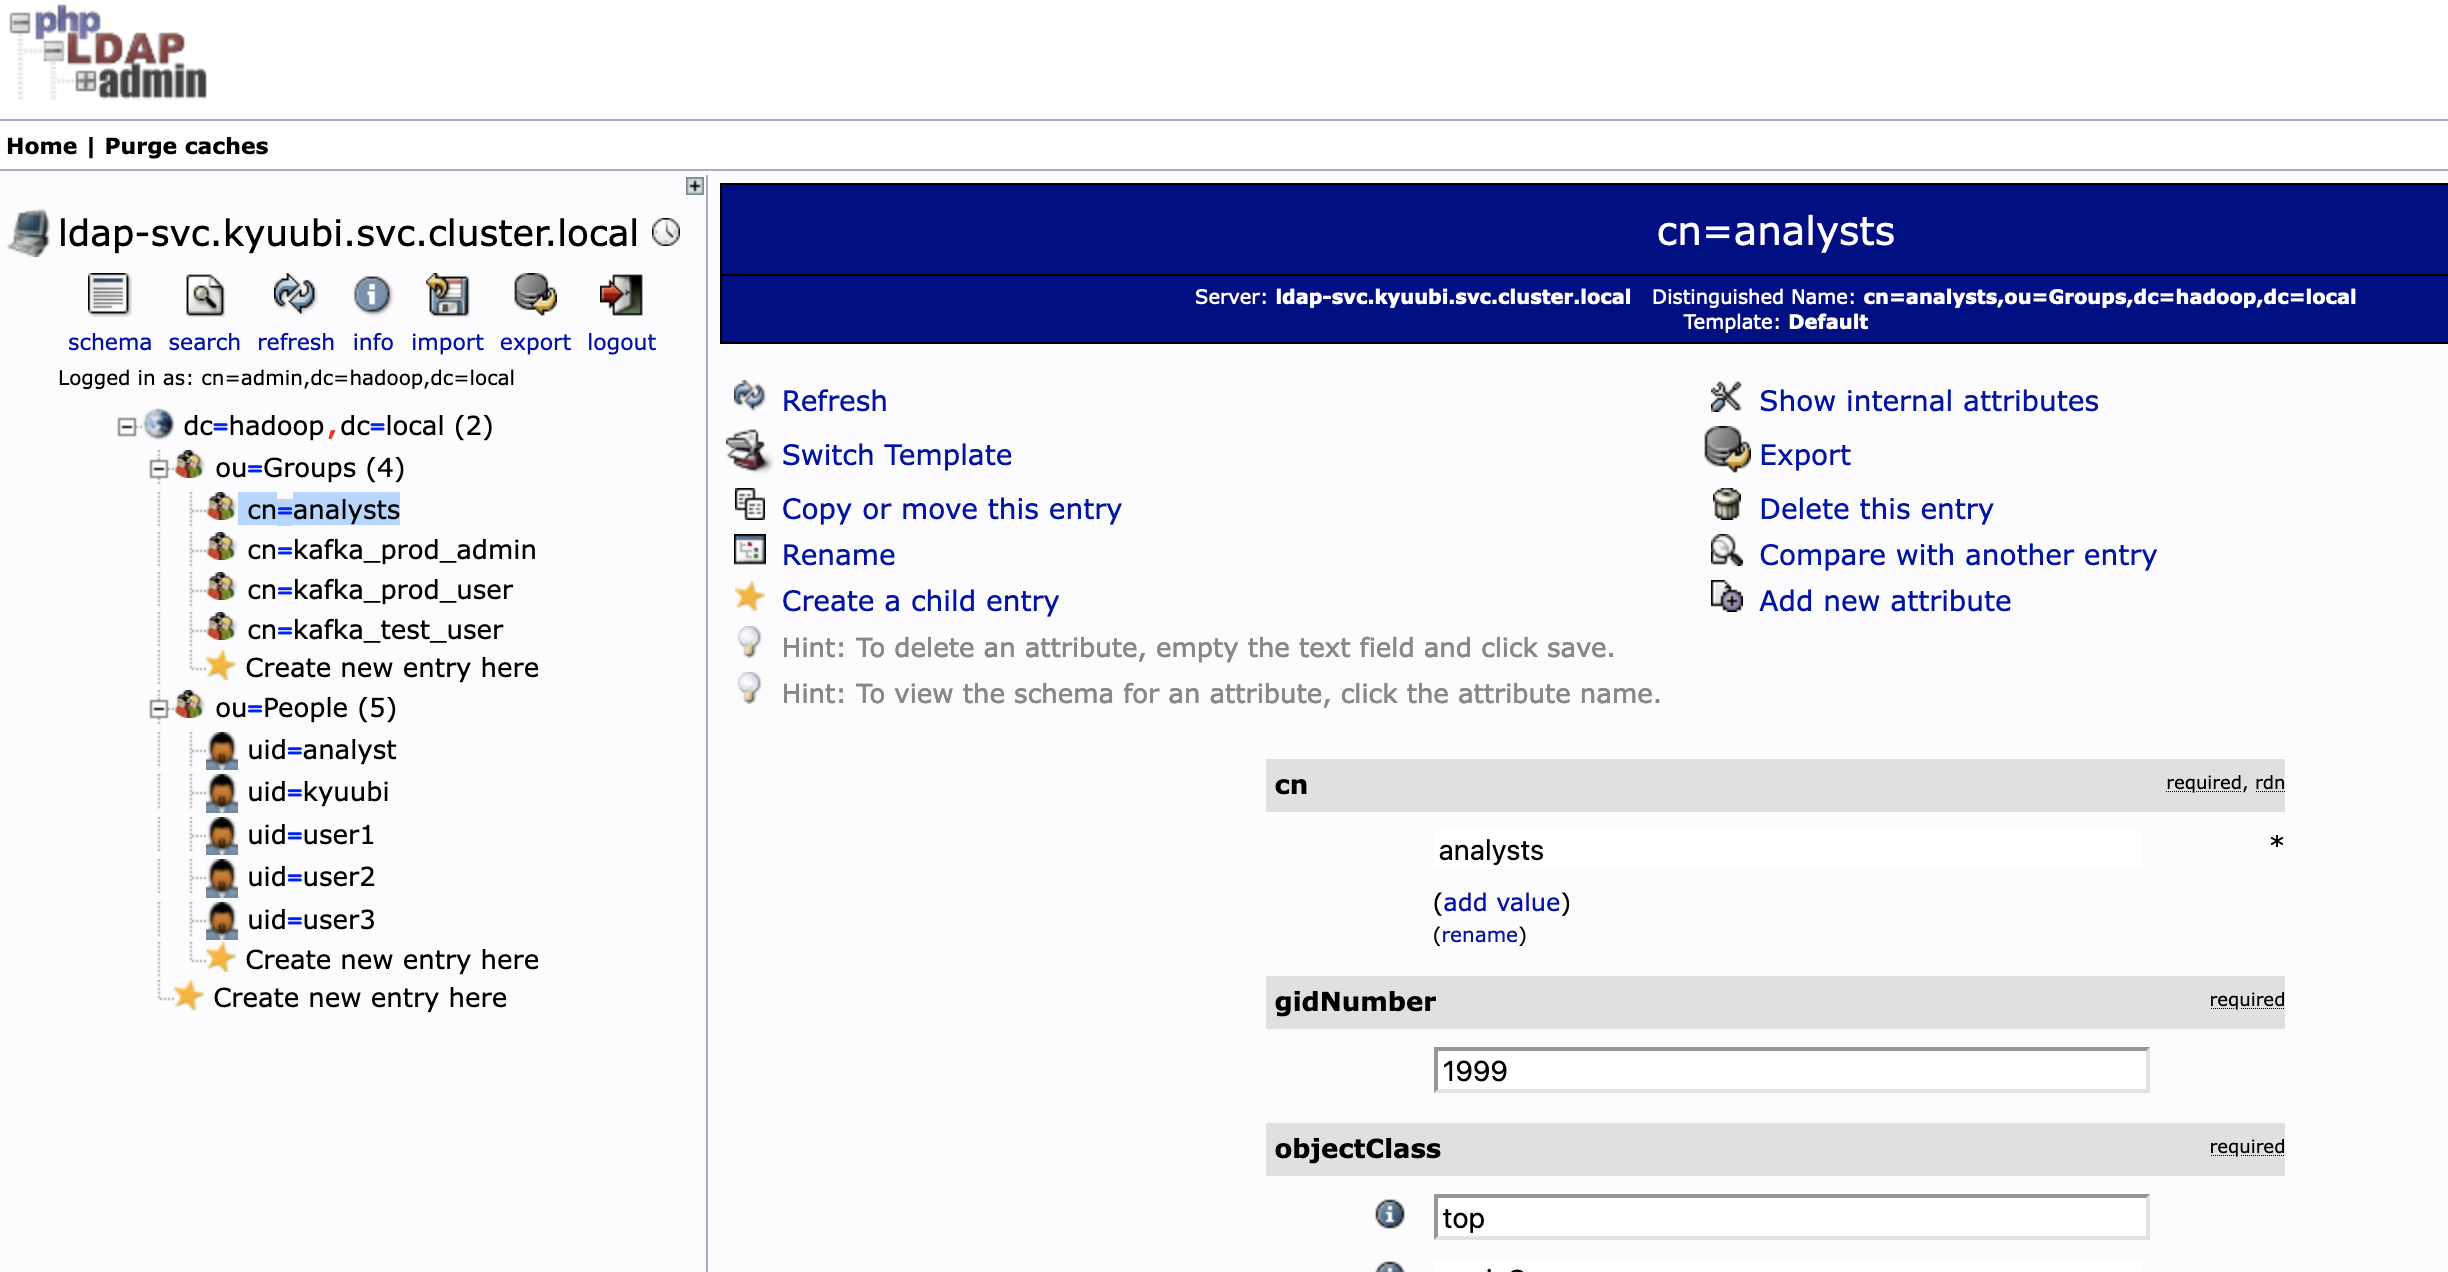 php
LDAP
admin
Home | Purge caches
ldap-svc.kyuubi.svc.cluster.local
schema search refresh info import export logout
Logged in as: cn=admin,dc=hadoop,dc=local
dc=hadoop,dc=local (2)
ou=Groups (4)
cn=analysts
cn=kafka_prod_admin
cn=kafka_prod_user
cn=kafka_test_user
Create new entry here
ou=People (5)
uid=analyst
uid=kyuubi
uid=user1
uid=user2
uid=user3
Create new entry here
Create new entry here
cn=analysts
Server: ldap-svc.kyuubi.svc.cluster.local Distinguished Name: cn=analysts,ou=Groups,dc=hadoop,dc=local
Template: Default
Refresh
Show internal attributes
Switch Template
Export
Copy or move this entry
Delete this entry
Rename
Compare with another entry
Create a child entry
Add new attribute
Hint: To delete an attribute, empty the text field and click save.
Hint: To view the schema for an attribute, click the attribute name.
cn required, rdn
analysts *
(add value)
(rename)
gidNumber required
1999
objectClass required
top